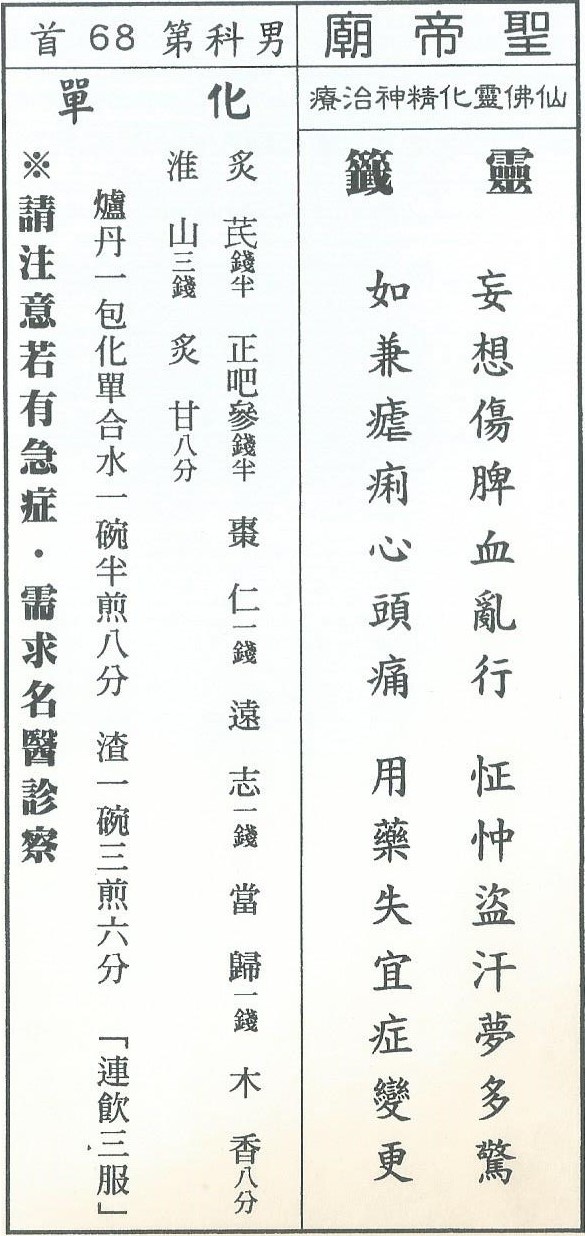 聖帝廟
仙佛靈化精神治療
靈籤
妄想傷脾血亂行 怔忡盜汗夢多驚
如兼瘧痢心頭痛 用藥失宜症變更
男科第68首
化單
炙芪錢半 正吧參錢半 棗仁一錢 遠志一錢 當歸一錢 木香八分
淮山三錢 炙甘八分
爐丹一包化單合水一碗半煎八分 渣一碗三煎六分 「連飲三服」
※請注意若有急症·需求名醫診察